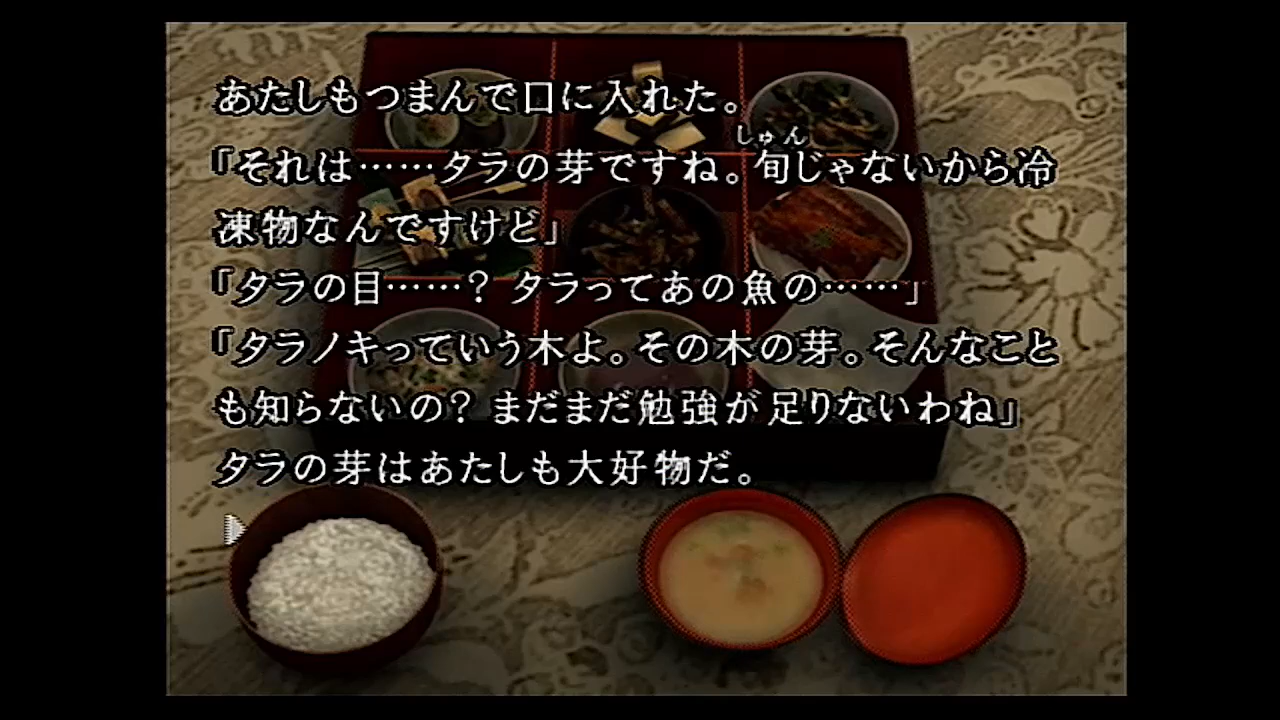 あたしもつまんで口に入れた。
しゅん
「それは……タラの芽ですね。旬じゃないから冷
凍物なんですけど」
「タラの目……？ タラってあの魚の……」
「タラノキっていう木よ。その木の芽。そんなこと
も知らないの？ まだまだ勉強が足りないわね」
タラの芽はあたしも大好物だ。